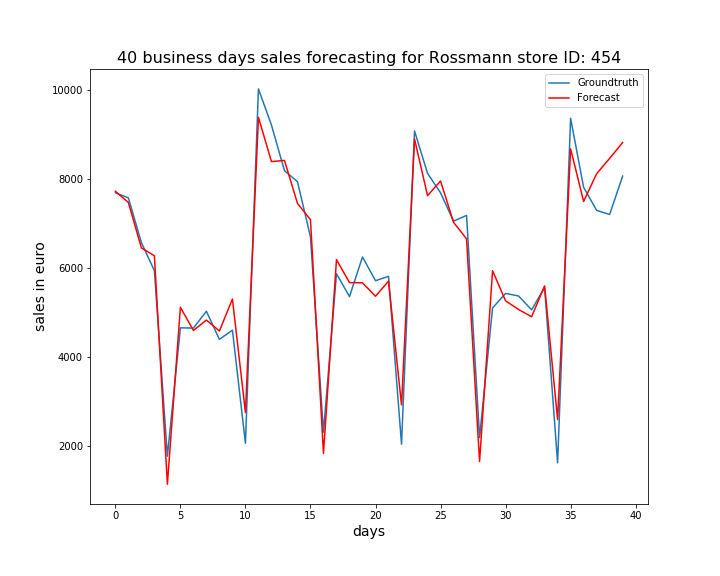 40 business days sales forecasting for Rossmann store ID: 454
Groundtruth
Forecast
sales in euro
10000
8000
6000
4000
2000
0 5 10 15 20 25 30 35 40
days